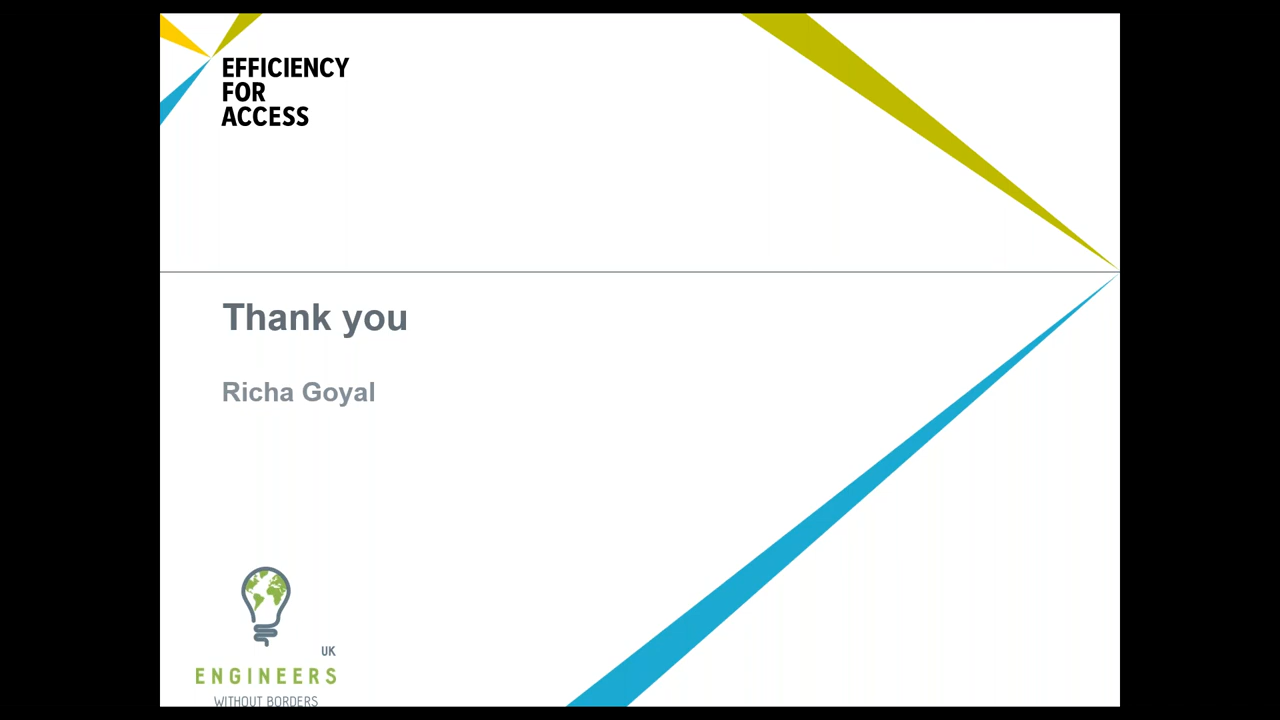 EFFICIENCY
FOR
ACCESS
Thank you
Richa Goyal
UK
ENGINEERS
WITHOUT BORDERS